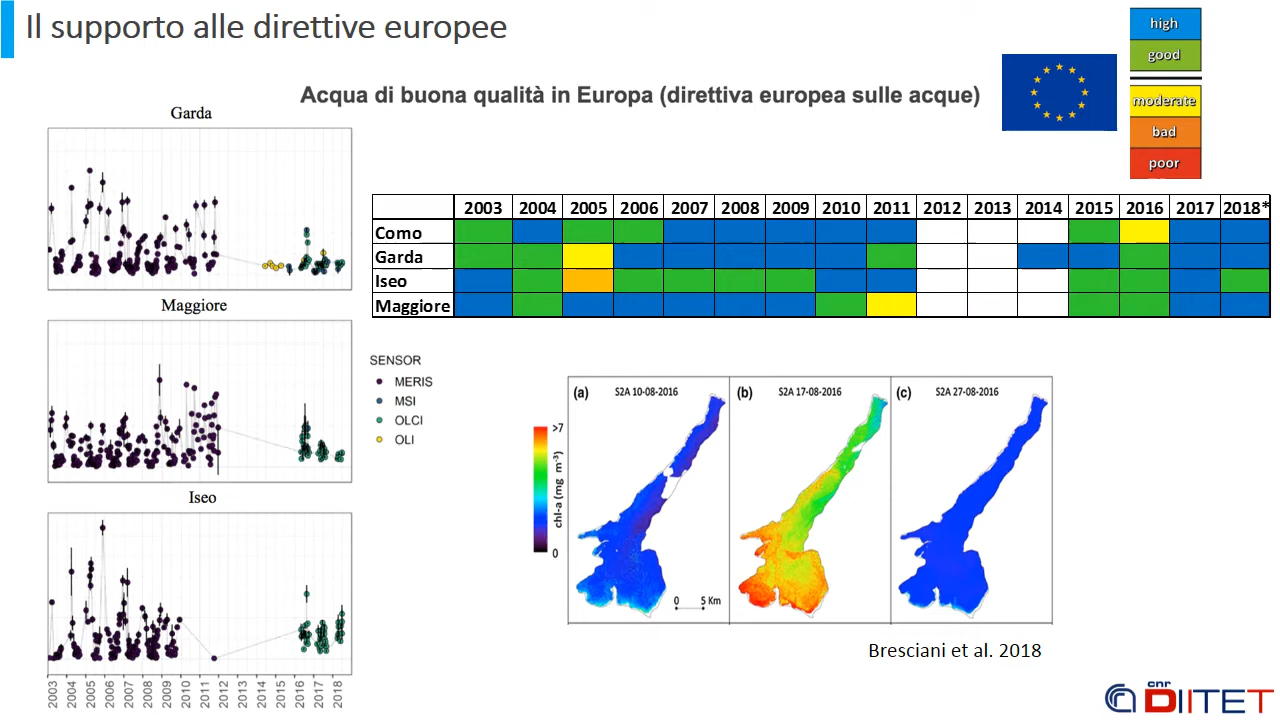 Il supporto alle direttive europee
high
good
moderate
bad
poor
Acqua di buona qualità in Europa (direttiva europea sulle acque)
Garda
Maggiore
Iseo
2003 2004 2005 2006 2007 2008 2009 2010 2011 2012 2013 2014 2015 2016 2017 2018
SENSOR
MERIS
MSI
OLCI
OLI
2003 2004 2005 2006 2007 2008 2009 2010 2011 2012 2013 2014 2015 2016 2017 2018*
Como
Garda
Iseo
Maggiore
(a) S2A 10-08-2016
(b) S2A 17-08-2016
(c) S2A 27-08-2016
>7
chl-a (mg m⁻³)
0
0 5 Km
Bresciani et al. 2018
cnr
DIITET